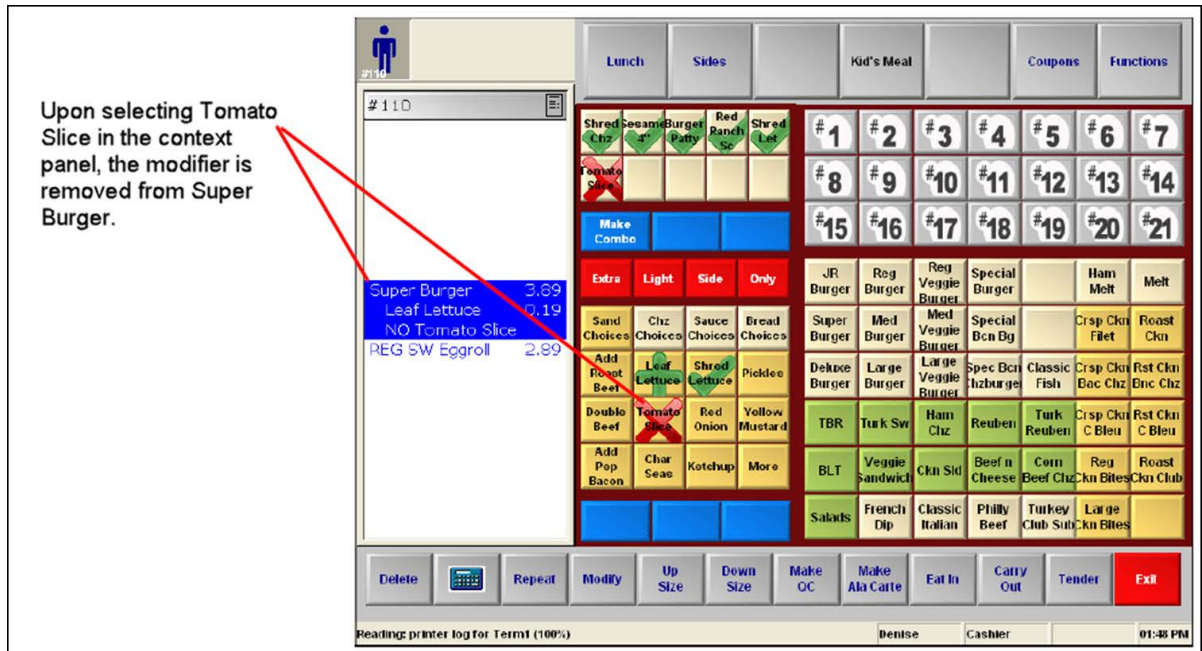 Upon selecting Tomato
Slice in the context
panel, the modifier is
removed from Super
Burger.
#110
#110
Super Burger 3.89
Leaf Lettuce 0.19
NO Tomato Slice
REG SW Eggroll 2.89
Lunch Sides Kid's Meal Coupons Functions
Shred Chz
Sesame 4"
Burger Patty
Red Ranch Sc
Shred Let
Tomato Slice
Make Combo
Extra Light Side Only
Sand Choices
Chz Choices
Sauce Choices
Bread Choices
Add Roast Beef
Leaf Lettuce
Shred Lettuce
Pickles
Double Beef
Tomato Slice
Red Onion
Yellow Mustard
Add Pop Bacon
Char Seas
Ketchup
More
#1 #2 #3 #4 #5 #6 #7
#8 #9 #10 #11 #12 #13 #14
#15 #16 #17 #18 #19 #20 #21
JR Burger
Reg Burger
Reg Veggie Burger
Special Burger
Ham Melt
Melt
Super Burger
Med Burger
Med Veggie Burger
Special Bcn Bg
Crsp Ckn Filet
Roast Ckn
Deluxe Burger
Large Burger
Large Veggie Burger
Spec Bcn Chzburge
Classic Fish
Crsp Ckn Bac Chz
Rst Ckn Bnc Chz
TBR
Turk Sw
Ham Chz
Reuben
Turk Reuben
Crsp Ckn C Bleu
Rst Ckn C Bleu
BLT
Veggie Sandwich
Ckn Sld
Beef n Cheese
Corn Beef Chz
Reg Ckn Bites
Roast Ckn Club
Salads
French Dip
Classic Italian
Philly Beef
Turkey Club Sub
Large Ckn Bites
Delete
Repeat
Modify
Up Size
Down Size
Make QC
Make Ala Carte
Eat In
Carry Out
Tender
Exit
Reading: printer log for Term1 (100%) Denise Cashier 01:48 PM